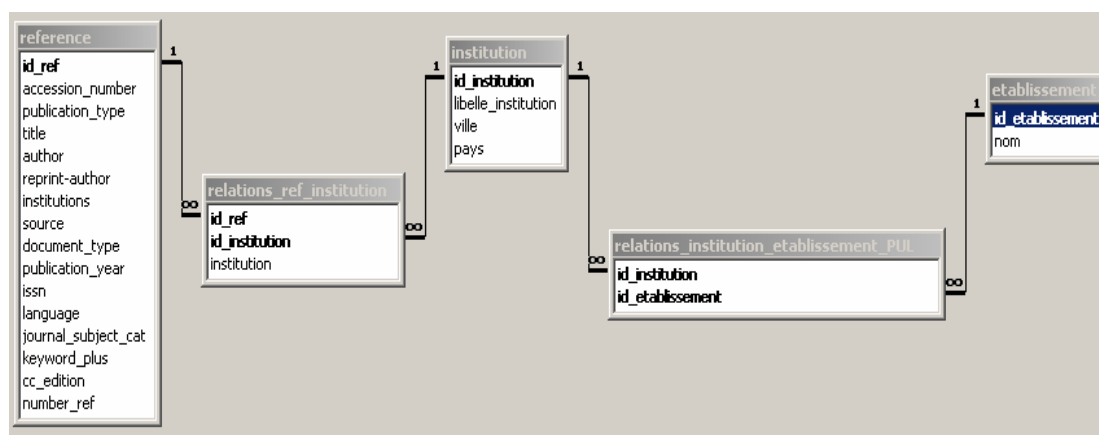 reference
id_ref
accession_number
publication_type
title
author
reprint-author
institutions
source
document_type
publication_year
issn
language
journal_subject_cat
keyword_plus
cc_edition
number_ref
1
∞
relations_ref_institution
id_ref
id_institution
institution
∞
1
institution
id_institution
libelle_institution
ville
pays
1
∞
relations_institution_etablissement_PUL
id_institution
id_etablissement
∞
1
etablissement
id_etablissement
nom